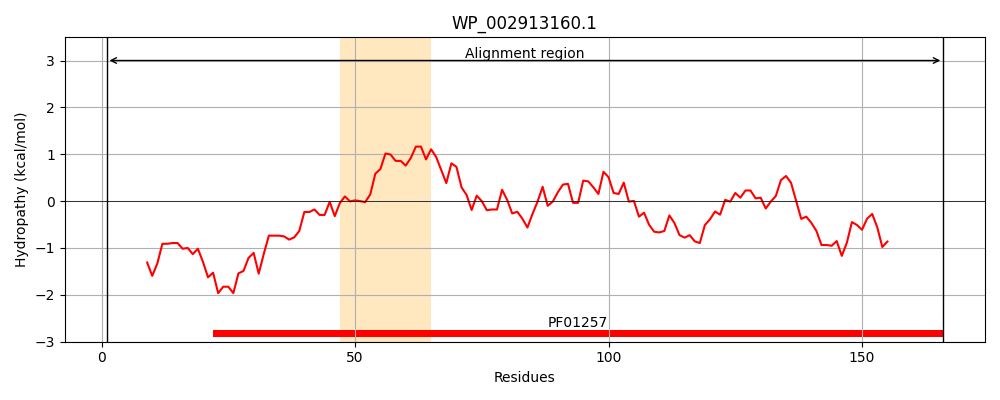 WP_002913160.1
Hydropathy (kcal/mol)
3
2
1
0
−1
−2
−3
Alignment region
PF01257
0
50
100
150
Residues